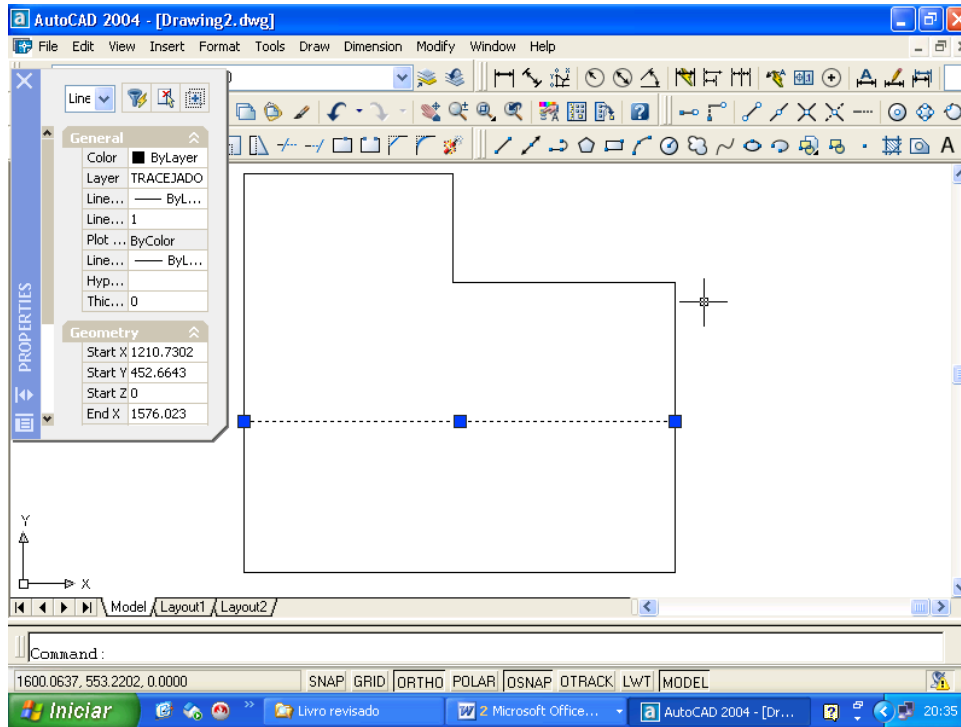 AutoCAD 2004 - [Drawing2.dwg]
File Edit View Insert Format Tools Draw Dimension Modify Window Help
Line
General
Color ByLayer
Layer TRACEJADO
Line... ByL...
Line... 1
Plot ... ByColor
Line... ByL...
Hyp...
Thic... 0
Geometry
Start X 1210.7302
Start Y 452.6643
Start Z 0
End X 1576.023
PROPERTIES
Y
X
Model Layout1 Layout2
Command:
1600.0637, 553.2202, 0.0000 SNAP GRID ORTHO POLAR OSNAP OTRACK LWT MODEL
Iniciar Livro revisado 2 Microsoft Office... AutoCAD 2004 - [Dr... 20:35